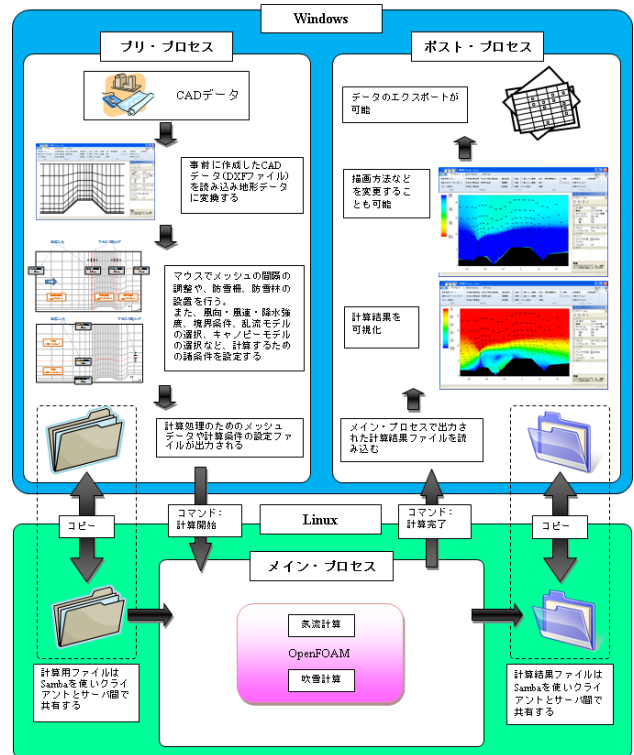 Windows
プリ・プロセス
CADデータ
事前に作成したCAD
データ(DXFファイル)
を読み込み地形データ
に変換する
マウスでメッシュの間隔の
調整や、防雪柵、防雪林の
設置を行う。
また、風向・風速・降水強
度、境界条件、乱流モデル
の選択、キャノピーモデル
の選択など、計算するため
の諸条件を設定する
計算処理のためのメッシュ
データや計算条件の設定ファ
イルが出力される
ポスト・プロセス
データのエクスポートが
可能
描画方法など
を変更するこ
とも可能
計算結果を
可視化
メイン・プロセスで出力さ
れた計算結果ファイルを読
み込む
コピー
コマンド：
計算開始
Linux
コマンド：
計算完了
コピー
メイン・プロセス
気流計算
OpenFOAM
吹雪計算
計算用ファイルは
Sambaを使いクライ
アントとサーバ間で
共有する
計算結果ファイルは
Sambaを使いクライ
アントとサーバ間で
共有する